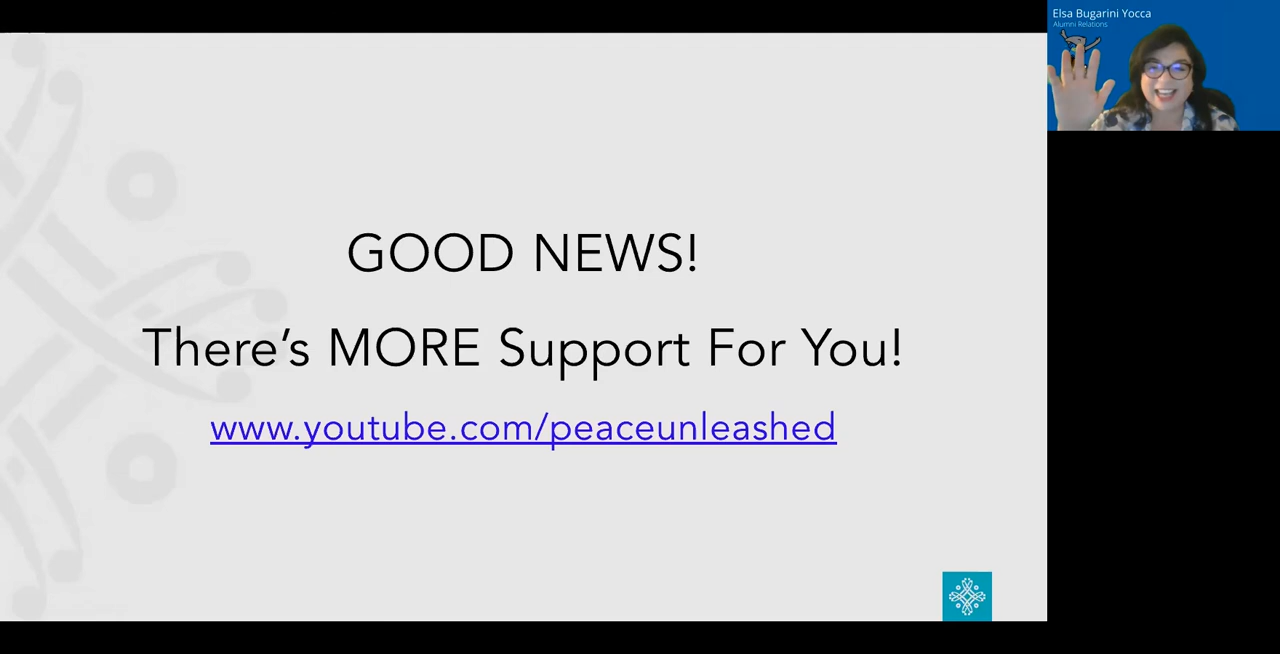 Elsa Bugarini Yocca
Alumni Relations
GOOD NEWS!
There’s MORE Support For You!
www.youtube.com/peaceunleashed